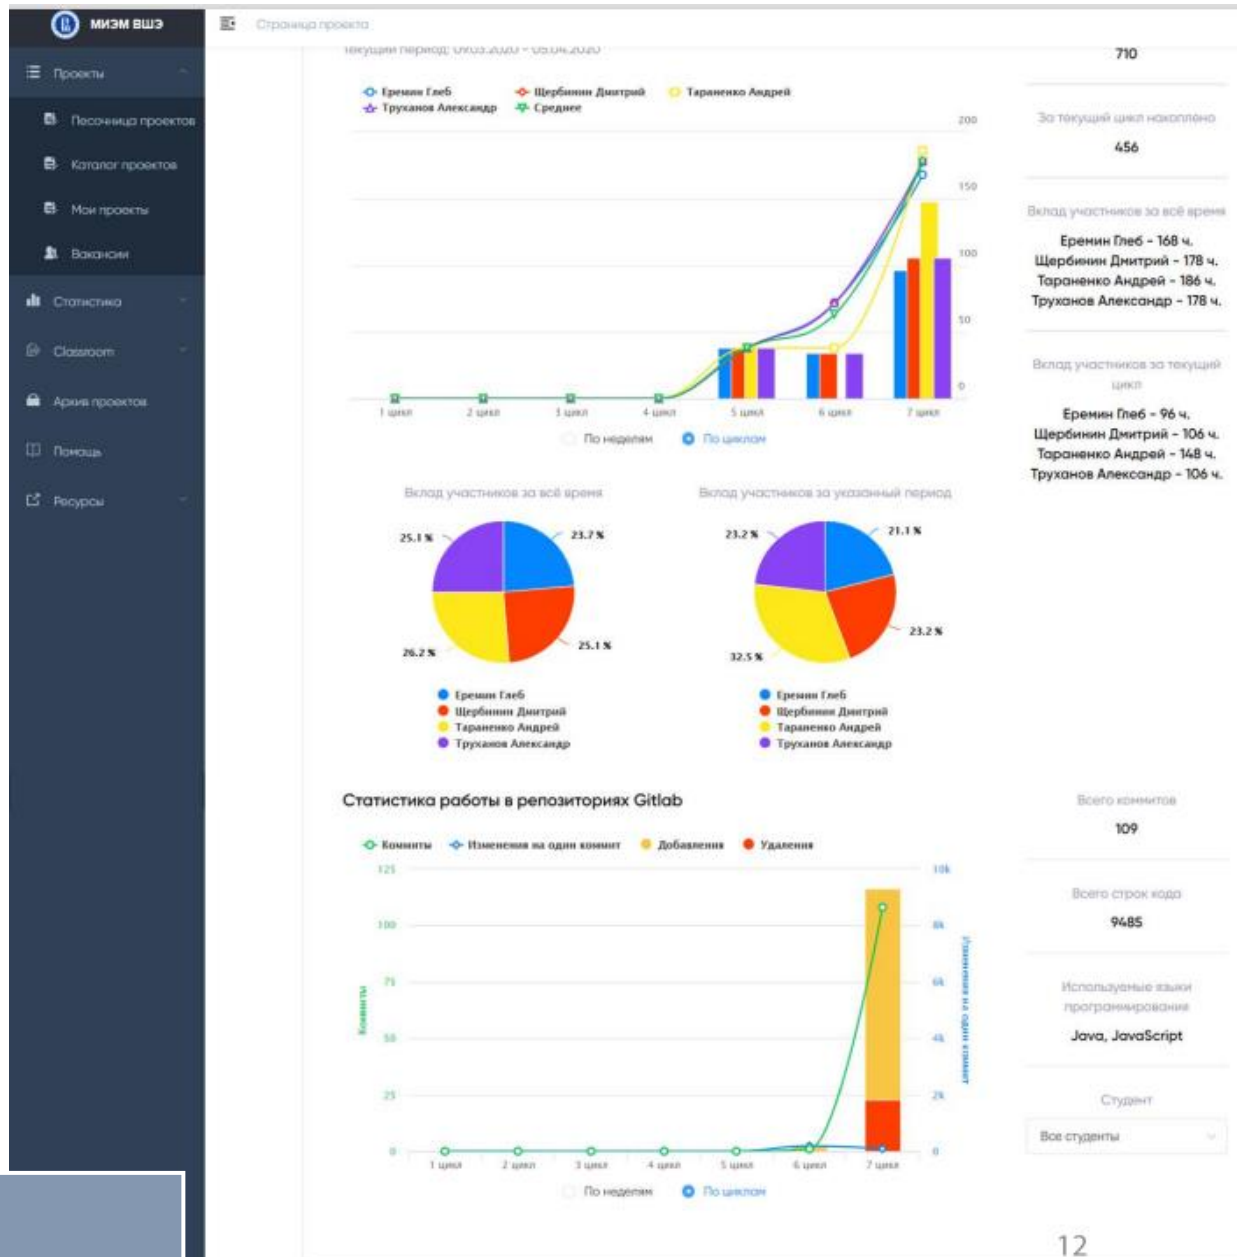 МИЭМ ВШЭ
Страница проекта
Проекты
Песочница проектов
Каталог проектов
Мои проекты
Вакансии
Статистика
Classroom
Архив проектов
Помощь
Ресурсы
Текущий период: 09.03.2020 - 05.04.2020
Еремин Глеб Щербинин Дмитрий Тараненко Андрей
Труханов Александр Среднее
200
150
100
50
0
1 цикл 2 цикл 3 цикл 4 цикл 5 цикл 6 цикл 7 цикл
По неделям По циклам
710
За текущий цикл накоплено
456
Вклад участников за всё время
Еремин Глеб - 168 ч.
Щербинин Дмитрий - 178 ч.
Тараненко Андрей - 186 ч.
Труханов Александр - 178 ч.
Вклад участников за текущий
цикл
Еремин Глеб - 96 ч.
Щербинин Дмитрий - 106 ч.
Тараненко Андрей - 148 ч.
Труханов Александр - 106 ч.
Вклад участников за всё время
25.1 % 23.7 %
26.2 % 25.1 %
Еремин Глеб
Щербинин Дмитрий
Тараненко Андрей
Труханов Александр
Вклад участников за указанный период
23.2 % 21.1 %
23.2 %
32.5 %
Еремин Глеб
Щербинин Дмитрий
Тараненко Андрей
Труханов Александр
Статистика работы в репозиториях Gitlab
Коммиты Изменения на один коммит Добавления Удаления
125 10k
100 8k
75 6k
50 4k
25 2k
0 0
Коммиты
Изменения на один коммит
1 цикл 2 цикл 3 цикл 4 цикл 5 цикл 6 цикл 7 цикл
По неделям По циклам
Всего коммитов
109
Всего строк кода
9485
Используемые языки
программирования
Java, JavaScript
Студент
Все студенты
12